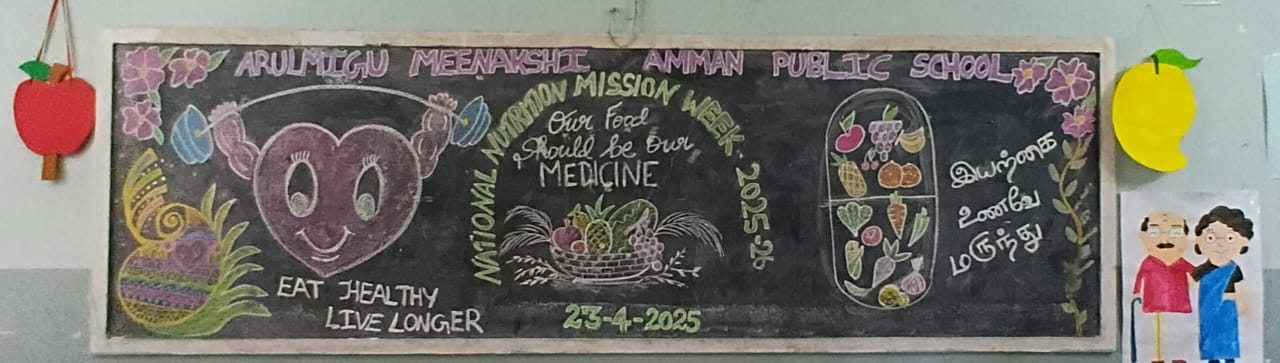 ARULMIGU MEENAKSHI AMMAN PUBLIC SCHOOL
NATIONAL NUTRITION MISSION WEEK - 2025-26
Our Food
Should be our
MEDICINE
இயற்கை
உணவே
மருந்து
EAT HEALTHY
LIVE LONGER
23-4-2025